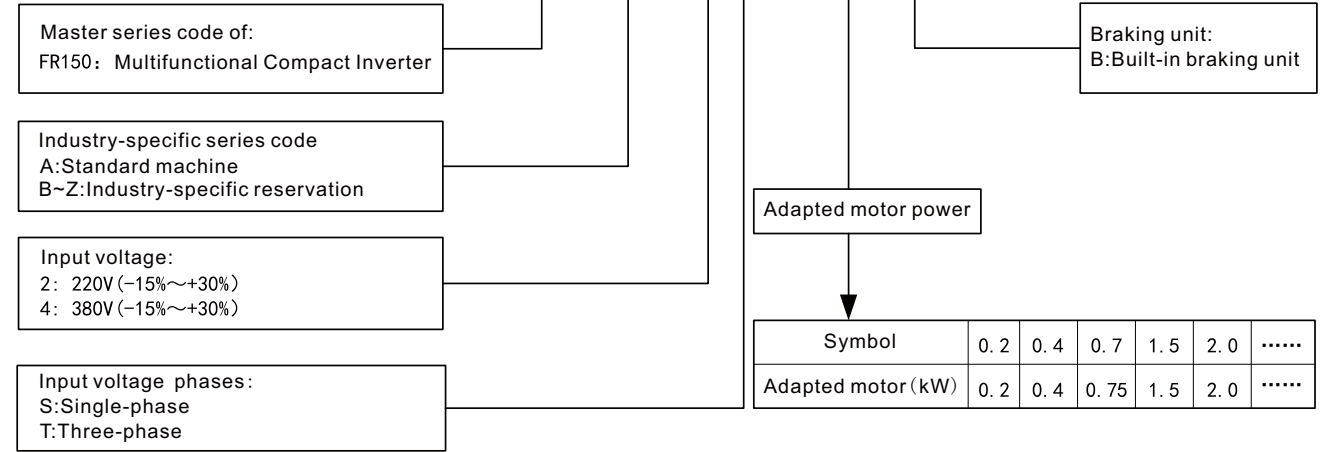 Master series code of:
FR150: Multifunctional Compact Inverter
Braking unit:
B:Built-in braking unit
Industry-specific series code
A:Standard machine
B~Z:Industry-specific reservation
Adapted motor power
Input voltage:
2: 220V(-15%～+30%)
4: 380V(-15%～+30%)
Symbol 0.2 0.4 0.7 1.5 2.0 ······
Adapted motor(kW) 0.2 0.4 0.75 1.5 2.0 ······
Input voltage phases:
S:Single-phase
T:Three-phase